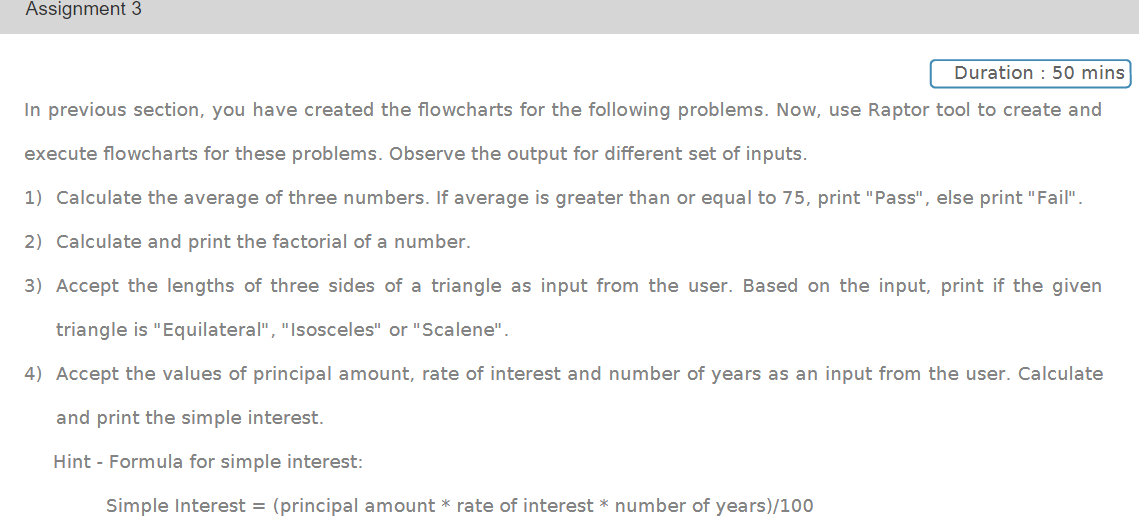 Assignment 3
Duration : 50 mins
In previous section, you have created the flowcharts for the following problems. Now, use Raptor tool to create and
execute flowcharts for these problems. Observe the output for different set of inputs.
1) Calculate the average of three numbers. If average is greater than or equal to 75, print "Pass", else print "Fail".
2) Calculate and print the factorial of a number.
3) Accept the lengths of three sides of a triangle as input from the user. Based on the input, print if the given
triangle is "Equilateral", "Isosceles" or "Scalene".
4) Accept the values of principal amount, rate of interest and number of years as an input from the user. Calculate
and print the simple interest.
Hint - Formula for simple interest:
Simple Interest = (principal amount * rate of interest * number of years)/100